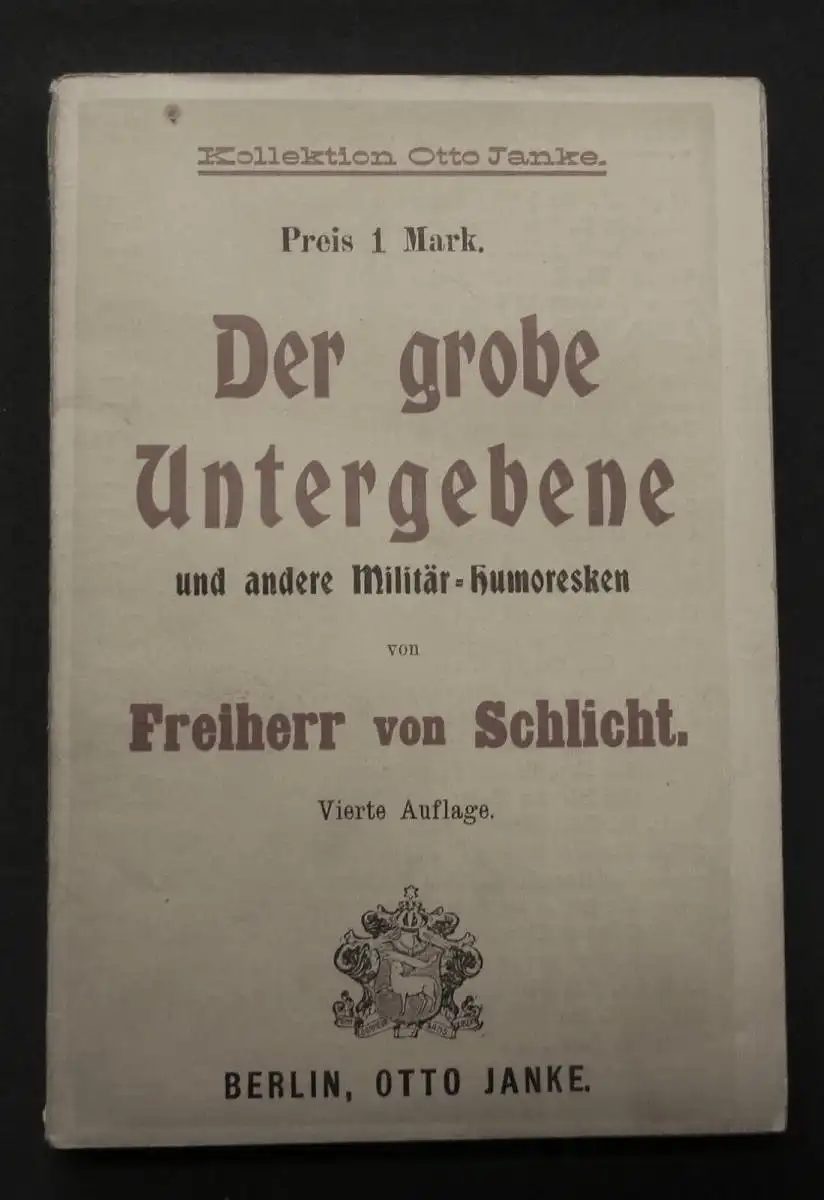 Kollektion Otto Janke.
Preis 1 Mark.
Der grobe
Untergebene
und andere Militär=Humoresken
von
Freiherr von Schlicht.
Vierte Auflage.
BERLIN, OTTO JANKE.